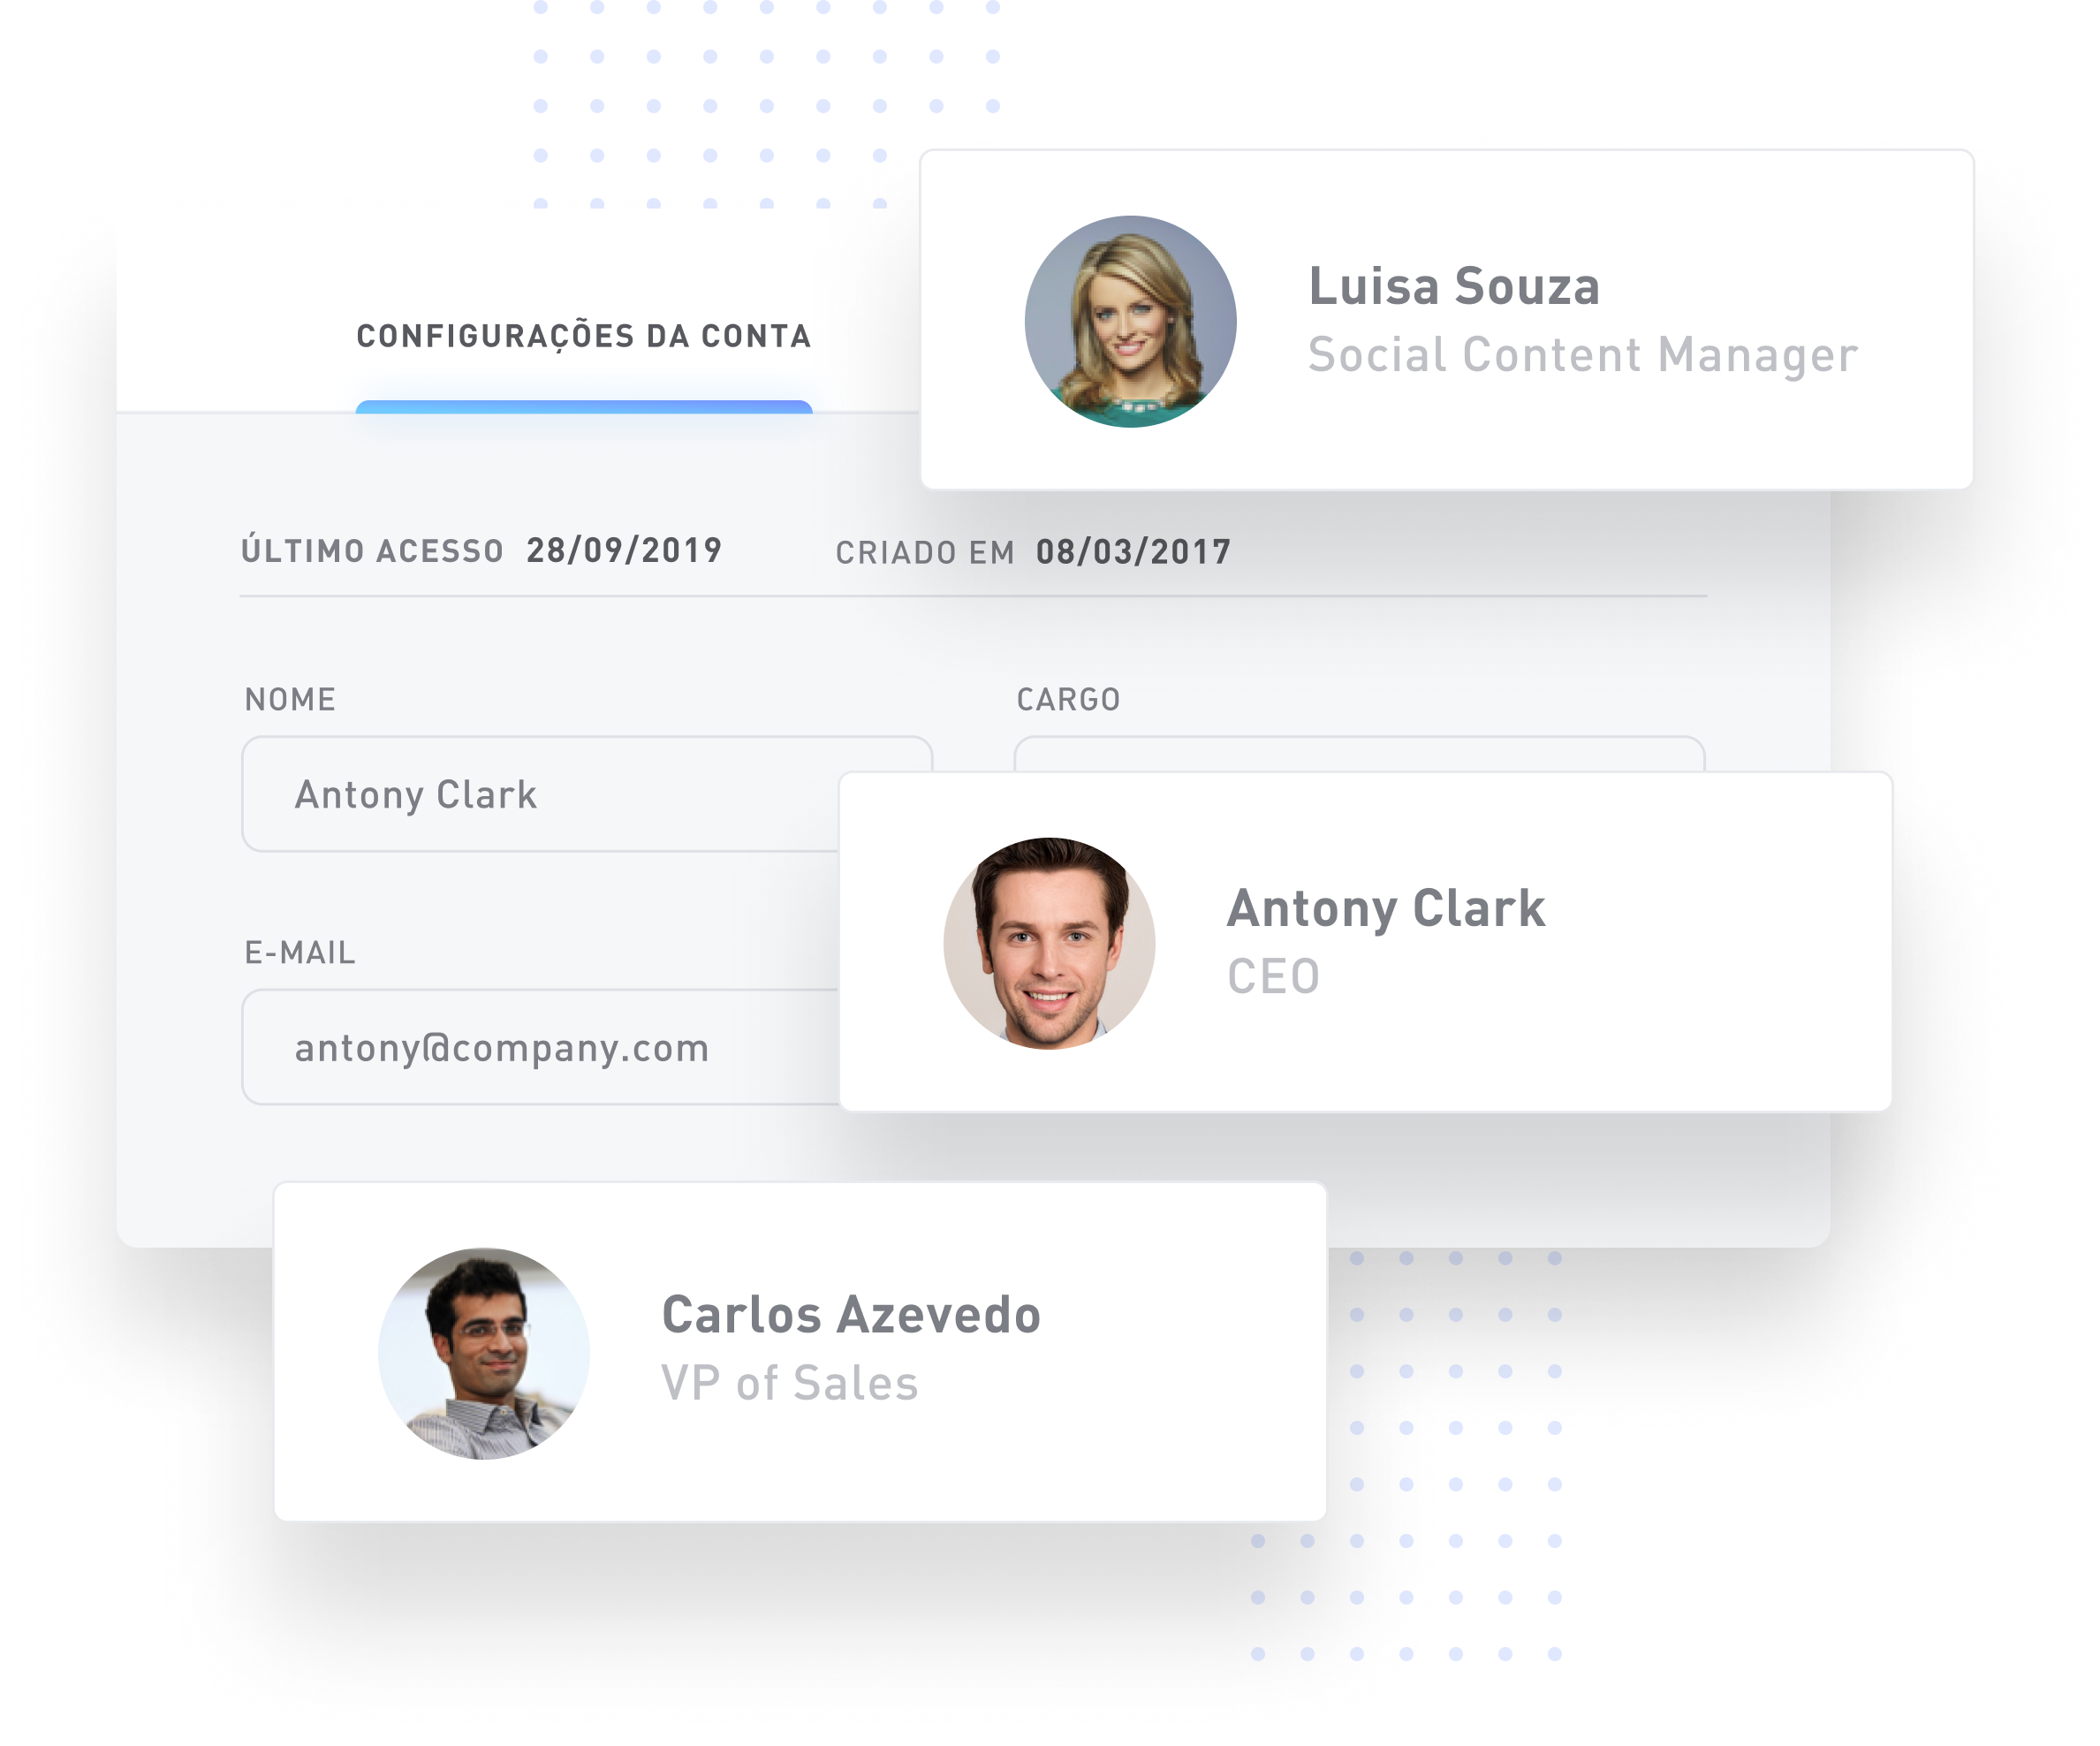 Luisa Souza
Social Content Manager
CONFIGURAÇÕES DA CONTA
ÚLTIMO ACESSO 28/09/2019 CRIADO EM 08/03/2017
NOME
CARGO
Antony Clark
Antony Clark
CEO
E-MAIL
antony@company.com
Carlos Azevedo
VP of Sales